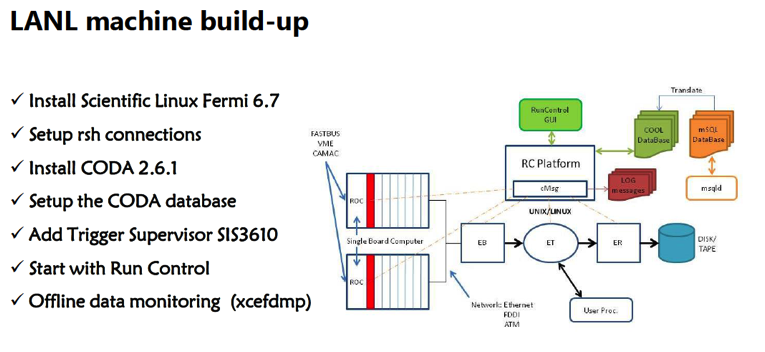 LANL machine build-up
✓ Install Scientific Linux Fermi 6.7
✓ Setup rsh connections
✓ Install CODA 2.6.1
✓ Setup the CODA database
✓ Add Trigger Supervisor SIS3610
✓ Start with Run Control
✓ Offline data monitoring (xcefdmp)
FASTBUS
VME
CAMAC
ROC
Single Board Computer
ROC
RunControl
GUI
RC Platform
cMsg
UNIX/LINUX
Translate
COOL
DataBase
mSQL
DataBase
LOG
messages
msqld
EB
ET
ER
DISK/
TAPE
Network: Ethernet
FDDI
ATM
User Proc.